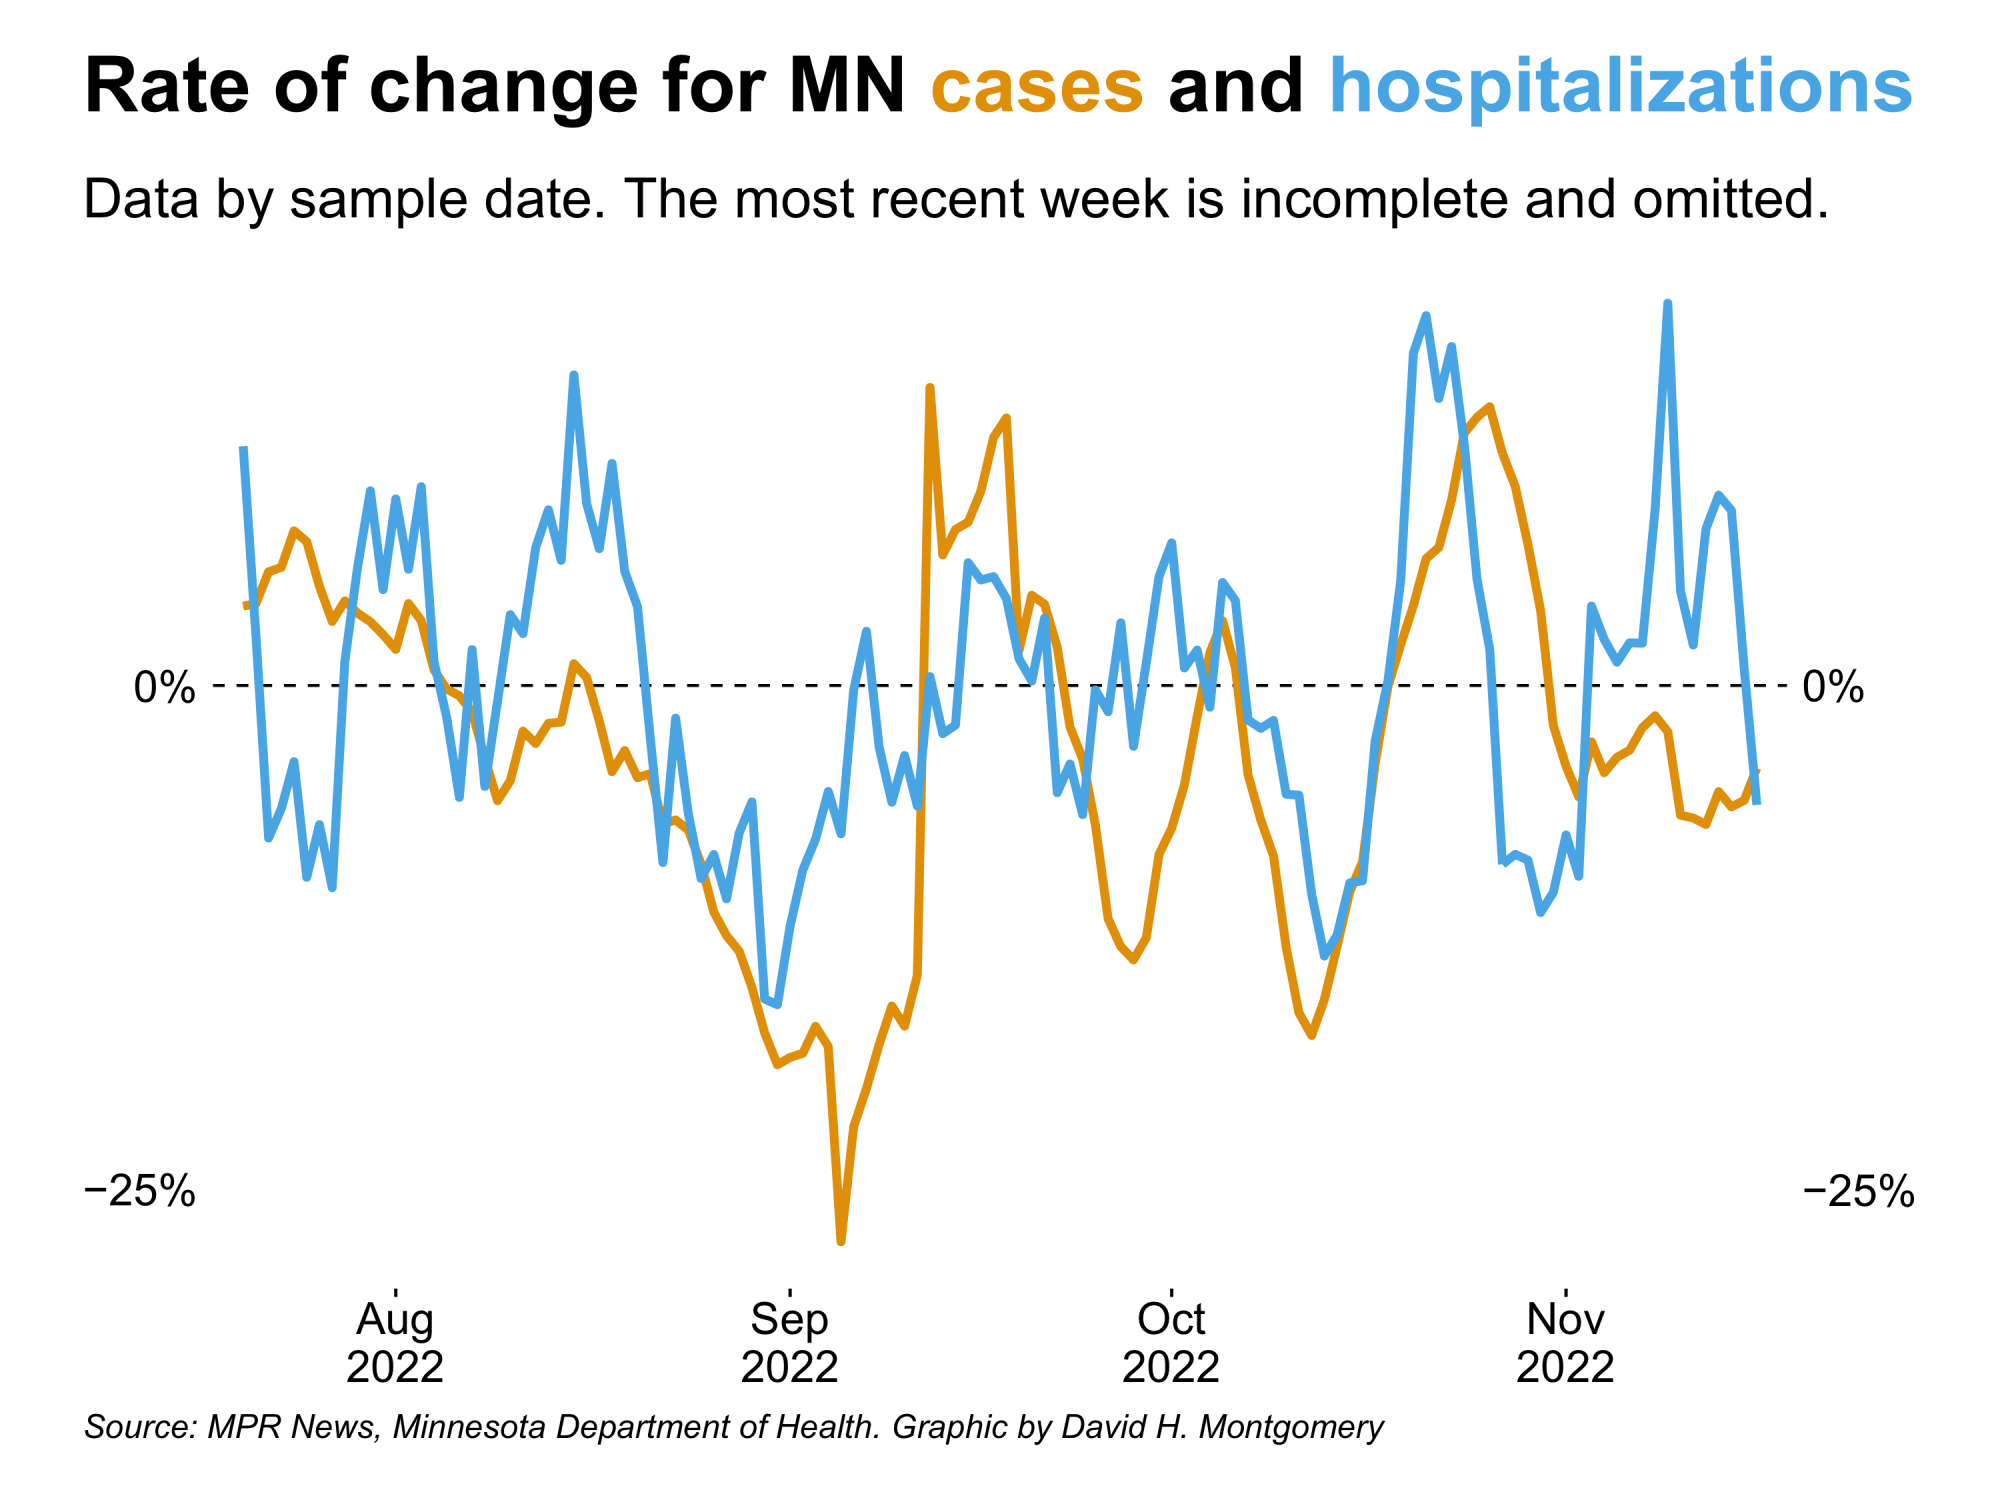 Rate of change for MN cases and hospitalizations
Data by sample date. The most recent week is incomplete and omitted.
0%
0%
−25%
−25%
Aug
2022
Sep
2022
Oct
2022
Nov
2022
Source: MPR News, Minnesota Department of Health. Graphic by David H. Montgomery